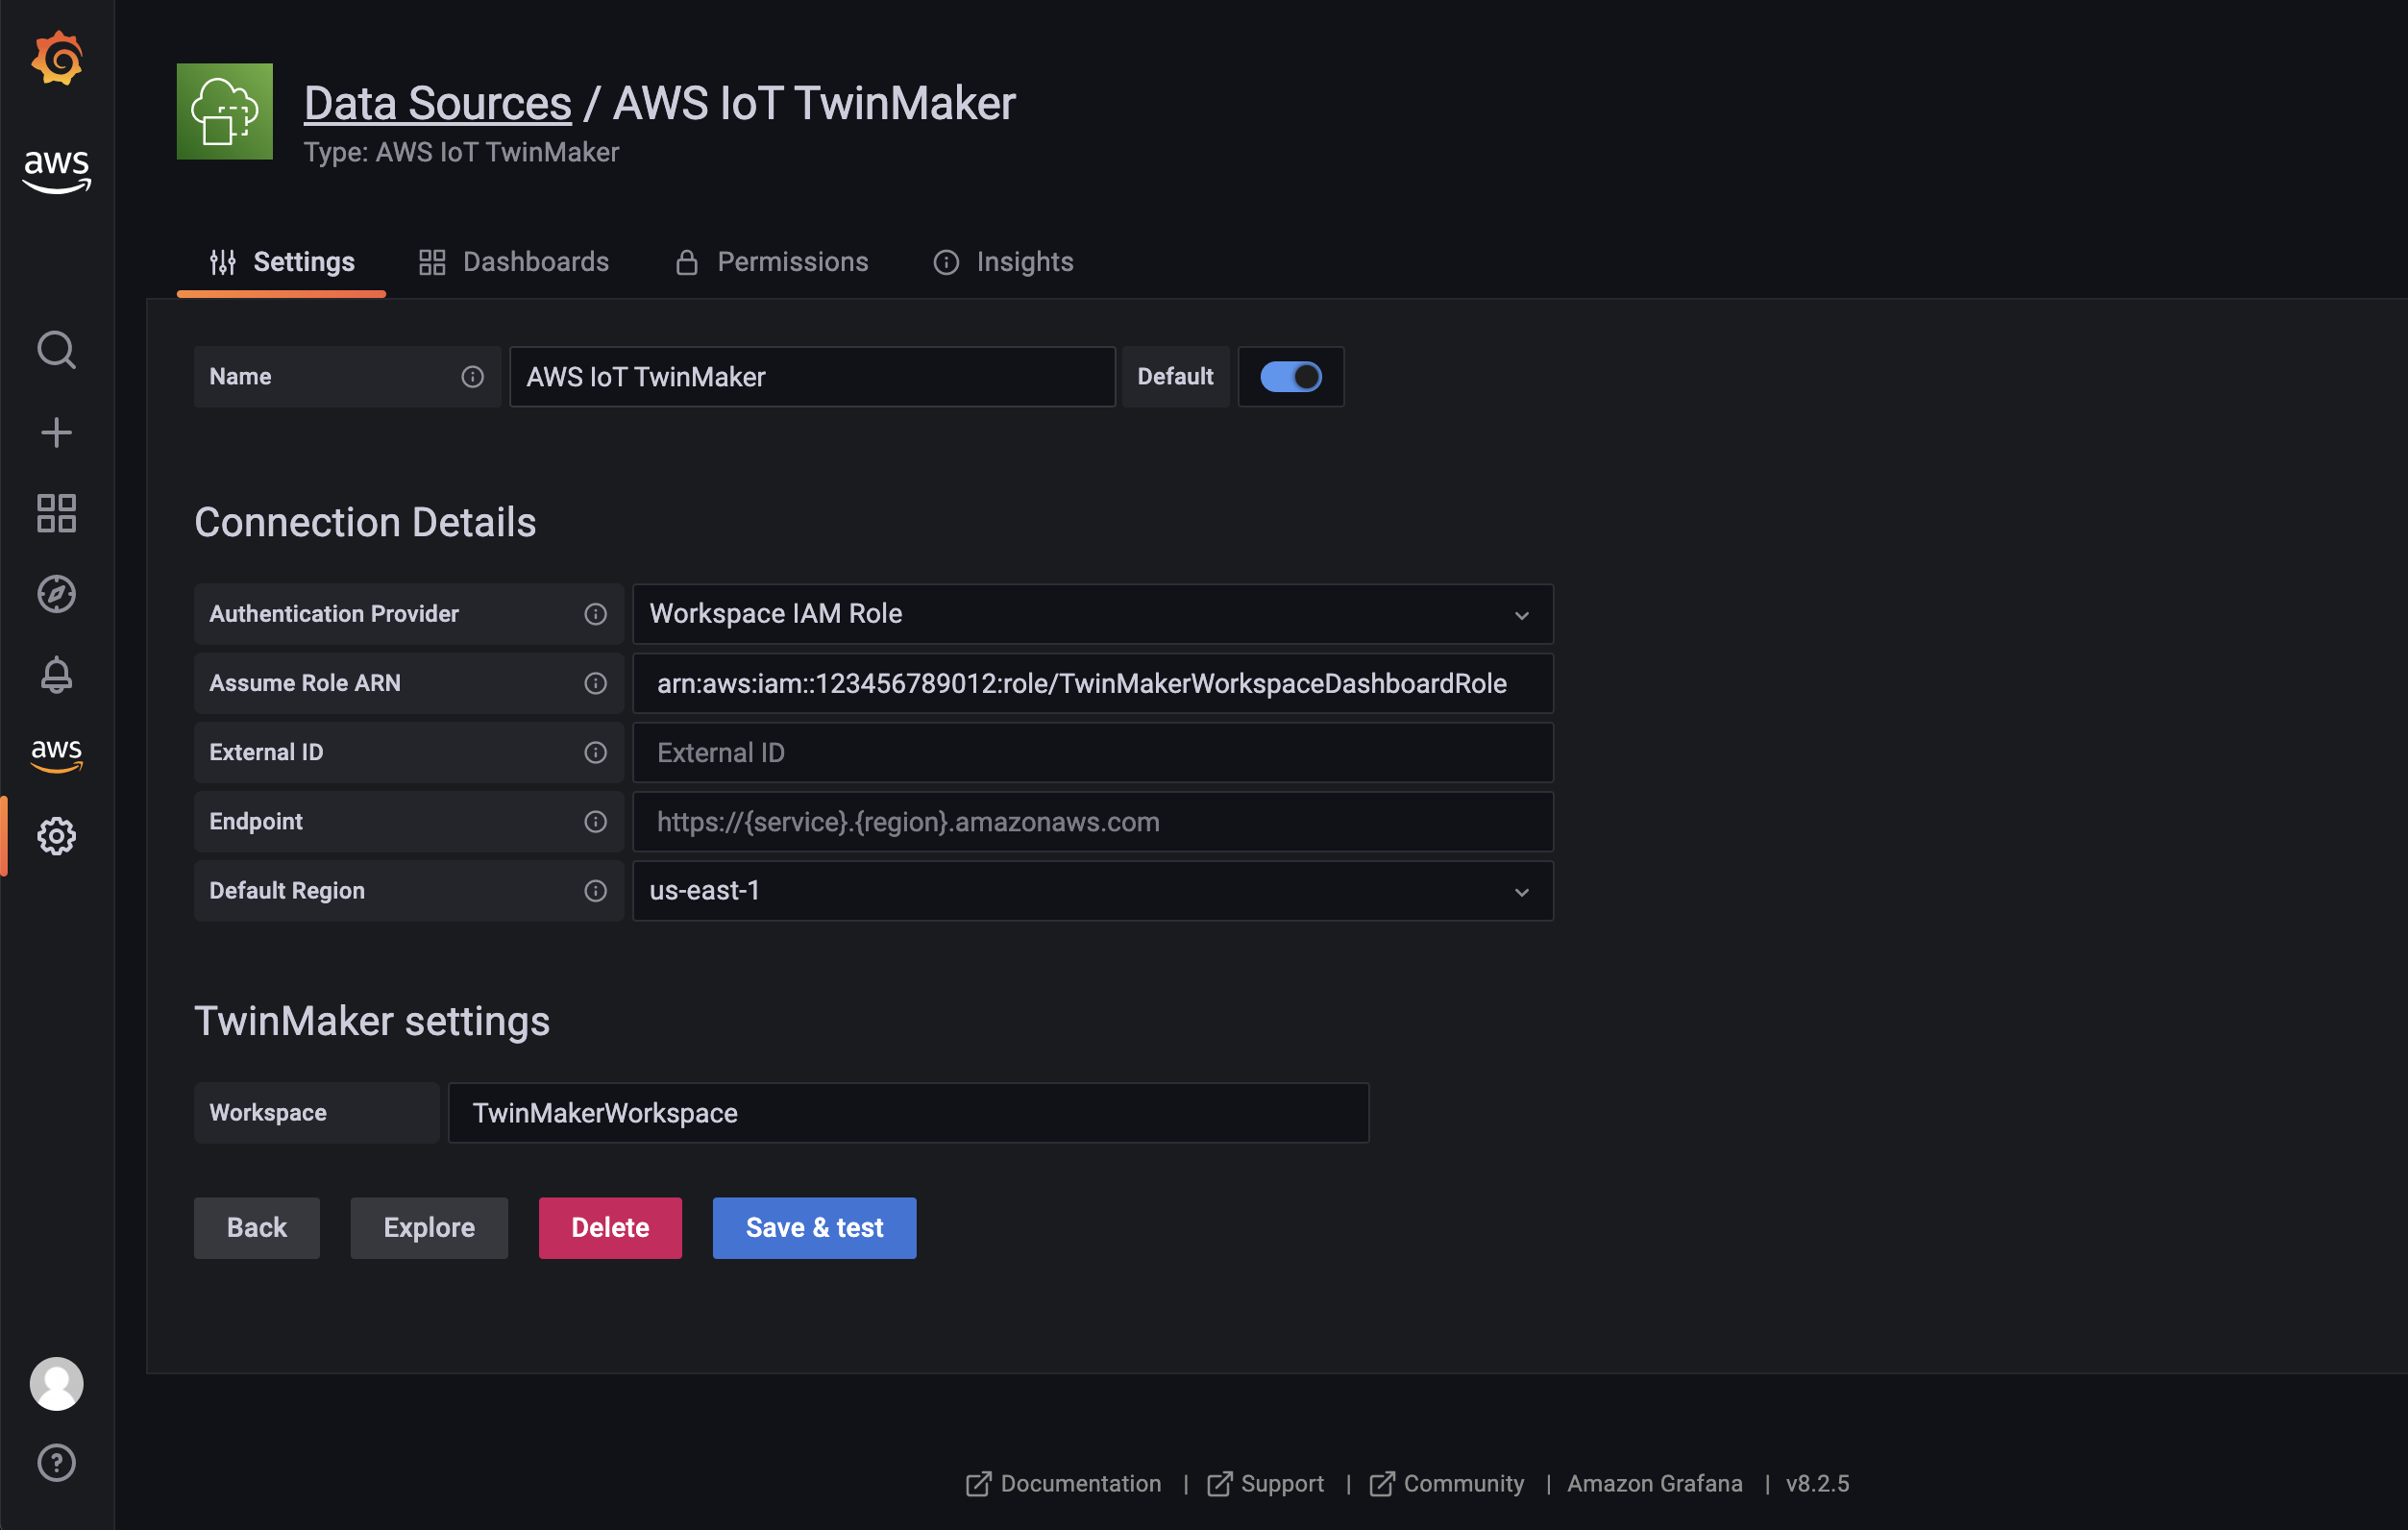 aws
Data Sources / AWS IoT TwinMaker
Type: AWS IoT TwinMaker
Settings Dashboards Permissions Insights
Name AWS IoT TwinMaker Default
Connection Details
Authentication Provider Workspace IAM Role
Assume Role ARN arn:aws:iam::123456789012:role/TwinMakerWorkspaceDashboardRole
External ID External ID
Endpoint https://{service}.{region}.amazonaws.com
aws
Default Region us-east-1
TwinMaker settings
Workspace TwinMakerWorkspace
Back Explore Delete Save & test
Documentation | Support | Community | Amazon Grafana | v8.2.5